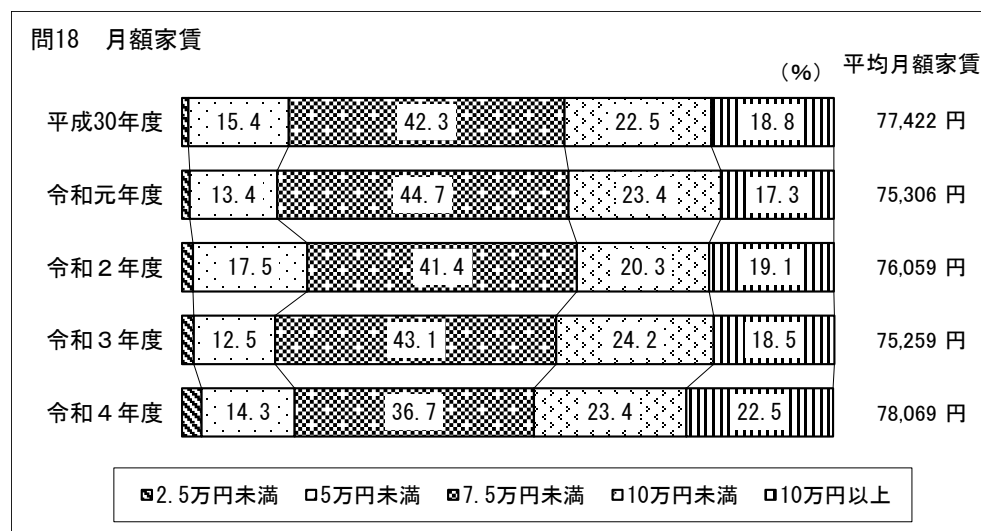 問18　月額家賃
（％）　平均月額家賃
平成30年度　15.4　42.3　22.5　18.8　77,422 円
令和元年度　13.4　44.7　23.4　17.3　75,306 円
令和２年度　17.5　41.4　20.3　19.1　76,059 円
令和３年度　12.5　43.1　24.2　18.5　75,259 円
令和４年度　14.3　36.7　23.4　22.5　78,069 円
2.5万円未満　5万円未満　7.5万円未満　10万円未満　10万円以上